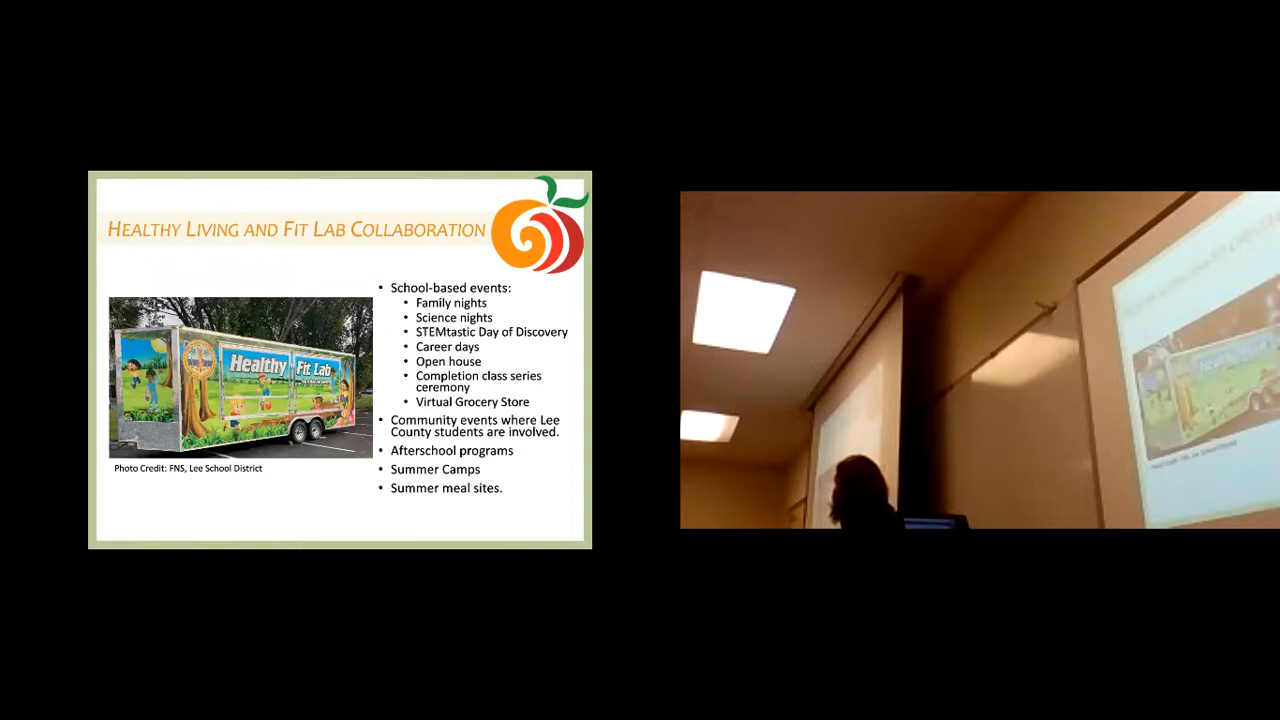 HEALTHY LIVING AND FIT LAB COLLABORATION
• School-based events:
• Family nights
• Science nights
• STEMtastic Day of Discovery
• Career days
• Open house
• Completion class series
ceremony
• Virtual Grocery Store
• Community events where Lee
County students are involved.
• Afterschool programs
• Summer Camps
• Summer meal sites.
Healthy Fit Lab
Photo Credit: FNS, Lee School District